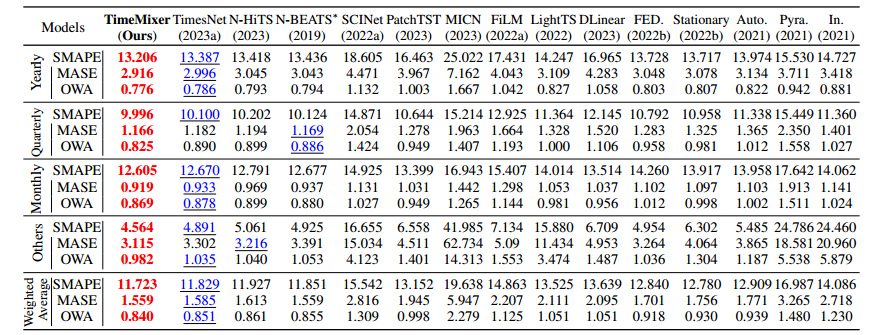 Models TimeMixer TimesNet N-HiTS N-BEATS* SCINet PatchTST MICN FiLM LightTS DLinear FED. Stationary Auto. Pyra. In.
(Ours) (2023a) (2023) (2019) (2022a) (2023) (2023) (2022a) (2022) (2023) (2022b) (2022b) (2021) (2021) (2021)
Yearly
SMAPE 13.206 13.387 13.418 13.436 18.605 16.463 25.022 17.431 14.247 16.965 13.728 13.717 13.974 15.530 14.727
MASE 2.916 2.996 3.045 3.043 4.471 3.967 7.162 4.043 3.109 4.283 3.048 3.078 3.134 3.711 3.418
OWA 0.776 0.786 0.793 0.794 1.132 1.003 1.667 1.042 0.827 1.058 0.803 0.807 0.822 0.942 0.881
Quarterly
SMAPE 9.996 10.100 10.202 10.124 14.871 10.644 15.214 12.925 11.364 12.145 10.792 10.958 11.338 15.449 11.360
MASE 1.166 1.182 1.194 1.169 2.054 1.278 1.963 1.664 1.328 1.520 1.283 1.325 1.365 2.350 1.401
OWA 0.825 0.890 0.899 0.886 1.424 0.949 1.407 1.193 1.000 1.106 0.958 0.981 1.012 1.558 1.027
Monthly
SMAPE 12.605 12.670 12.791 12.677 14.925 13.399 16.943 15.407 14.014 13.514 14.260 13.917 13.958 17.642 14.062
MASE 0.919 0.933 0.969 0.937 1.131 1.031 1.442 1.298 1.053 1.037 1.102 1.097 1.103 1.913 1.141
OWA 0.869 0.878 0.899 0.880 1.027 0.949 1.265 1.144 0.981 0.956 1.012 0.998 1.002 1.511 1.024
Others
SMAPE 4.564 4.891 5.061 4.925 16.655 6.558 41.985 7.134 15.880 6.709 4.954 6.302 5.485 24.786 24.460
MASE 3.115 3.302 3.216 3.391 15.034 4.511 62.734 5.09 11.434 4.953 3.264 4.064 3.865 18.581 20.960
OWA 0.982 1.035 1.040 1.053 4.123 1.401 14.313 1.553 3.474 1.487 1.036 1.304 1.187 5.538 5.879
Weighted
Average
SMAPE 11.723 11.829 11.927 11.851 15.542 13.152 19.638 14.863 13.525 13.639 12.840 12.780 12.909 16.987 14.086
MASE 1.559 1.585 1.613 1.559 2.816 1.945 5.947 2.207 2.111 2.095 1.701 1.756 1.771 3.265 2.718
OWA 0.840 0.851 0.861 0.855 1.309 0.998 2.279 1.125 1.051 1.051 0.918 0.930 0.939 1.480 1.230